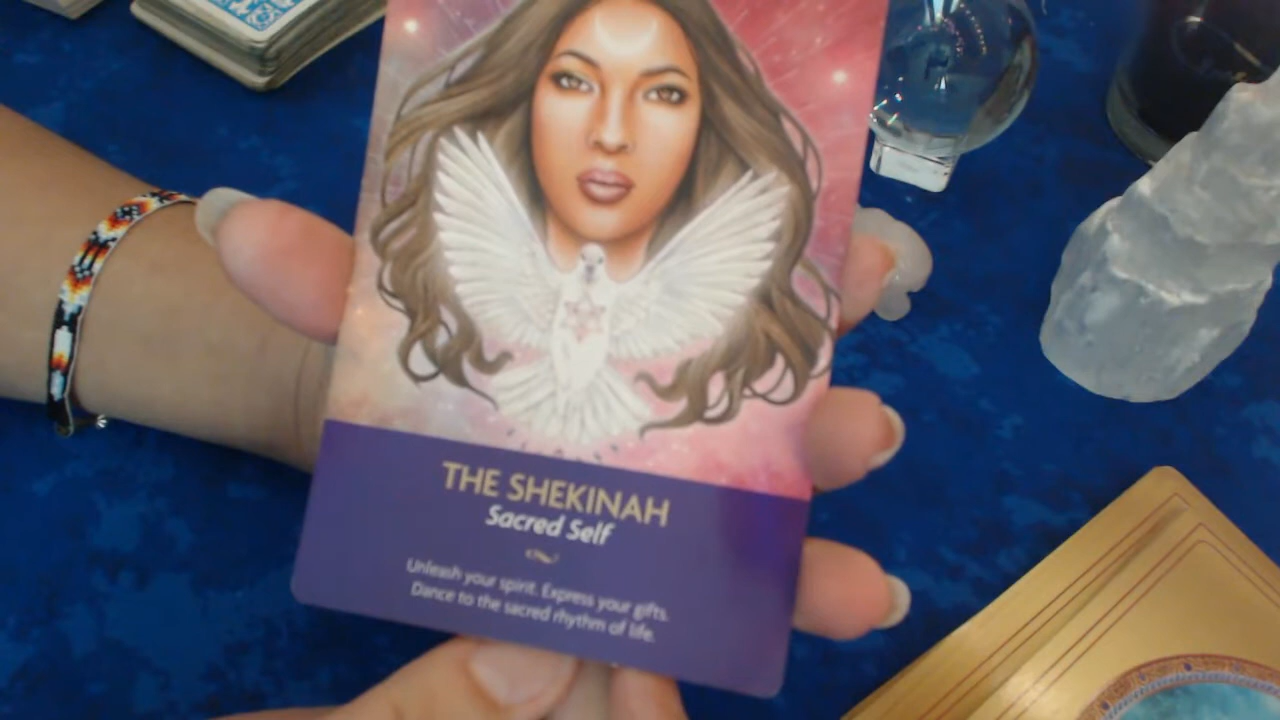 THE SHEKINAH
Sacred Self
Unleash your spirit. Express your gifts.
Dance to the sacred rhythm of life.